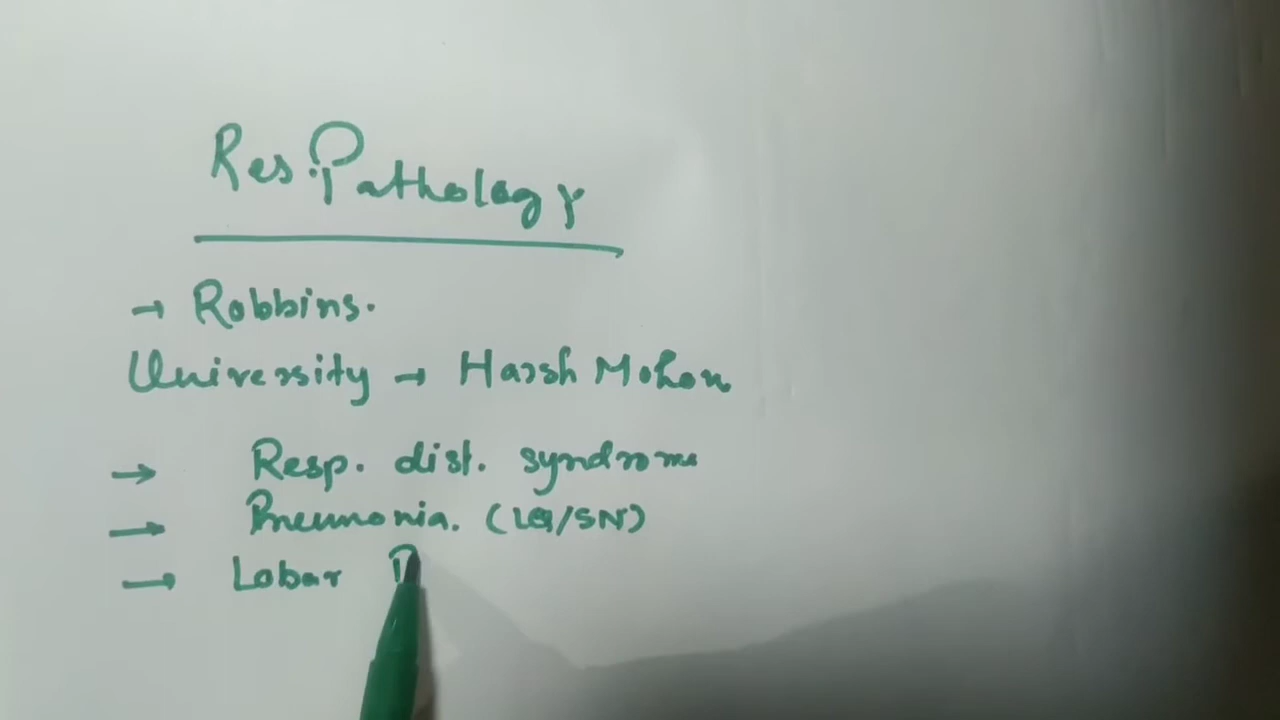 Res. Pathology
→ Robbins.
University → Harsh Mohan
→ Resp. dist. syndrome
→ Pneumonia. (LQ/SN)
→ Lobar P